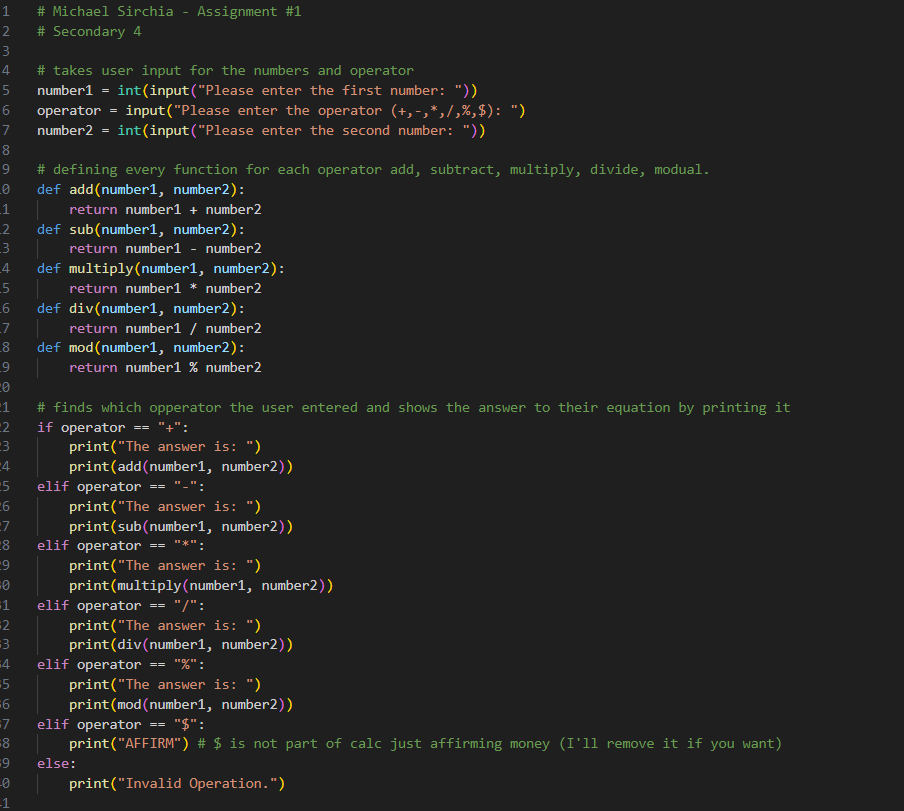 1 # Michael Sirchia - Assignment #1
2 # Secondary 4
3
4 # takes user input for the numbers and operator
5 number1 = int(input("Please enter the first number: "))
6 operator = input("Please enter the operator (+,-,*,/,%,$): ")
7 number2 = int(input("Please enter the second number: "))
8
9 # defining every function for each operator add, subtract, multiply, divide, modual.
0 def add(number1, number2):
1     return number1 + number2
2 def sub(number1, number2):
3     return number1 - number2
4 def multiply(number1, number2):
5     return number1 * number2
6 def div(number1, number2):
7     return number1 / number2
8 def mod(number1, number2):
9     return number1 % number2
0
1 # finds which opperator the user entered and shows the answer to their equation by printing it
2 if operator == "+":
3     print("The answer is: ")
4     print(add(number1, number2))
5 elif operator == "-":
6     print("The answer is: ")
7     print(sub(number1, number2))
8 elif operator == "*":
9     print("The answer is: ")
0     print(multiply(number1, number2))
1 elif operator == "/":
2     print("The answer is: ")
3     print(div(number1, number2))
4 elif operator == "%":
5     print("The answer is: ")
6     print(mod(number1, number2))
7 elif operator == "$":
8     print("AFFIRM") # $ is not part of calc just affirming money (I'll remove it if you want)
9 else:
0     print("Invalid Operation.")
1